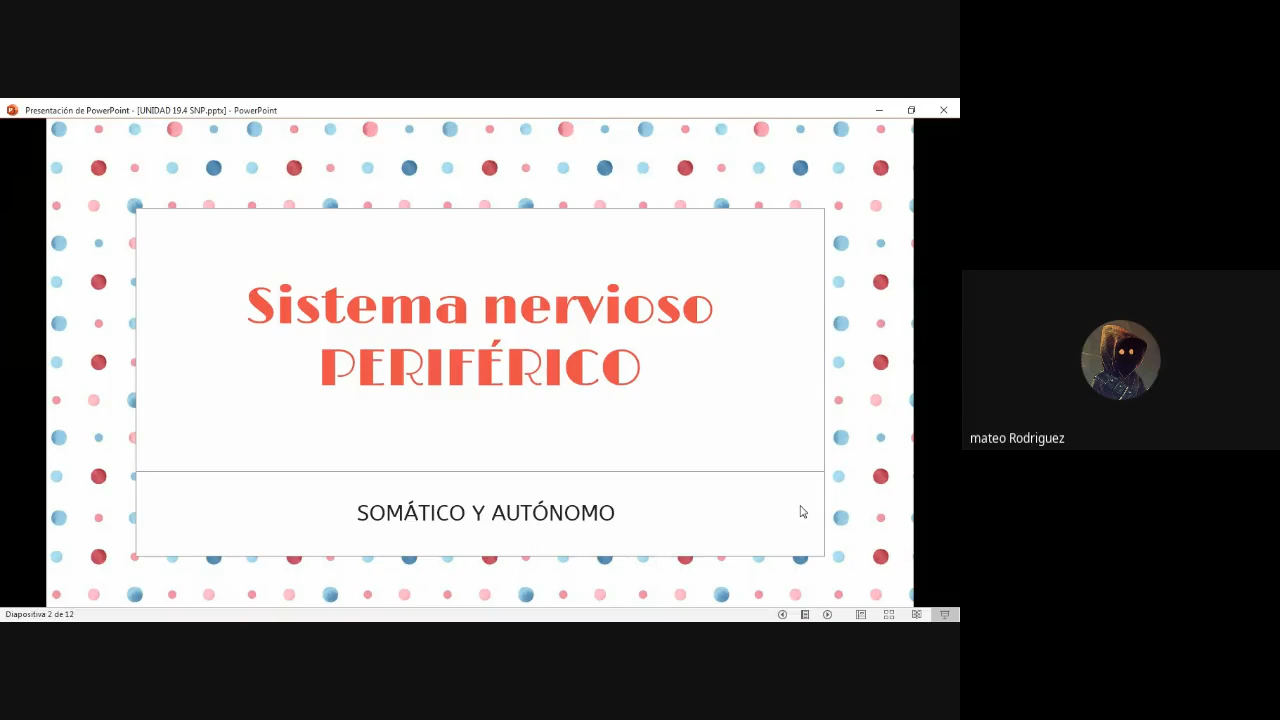 Presentación de PowerPoint - [UNIDAD 19.4 SNP.pptx] - PowerPoint
Sistema nervioso
PERIFÉRICO
SOMÁTICO Y AUTÓNOMO
mateo Rodriguez
Diapositiva 2 de 12